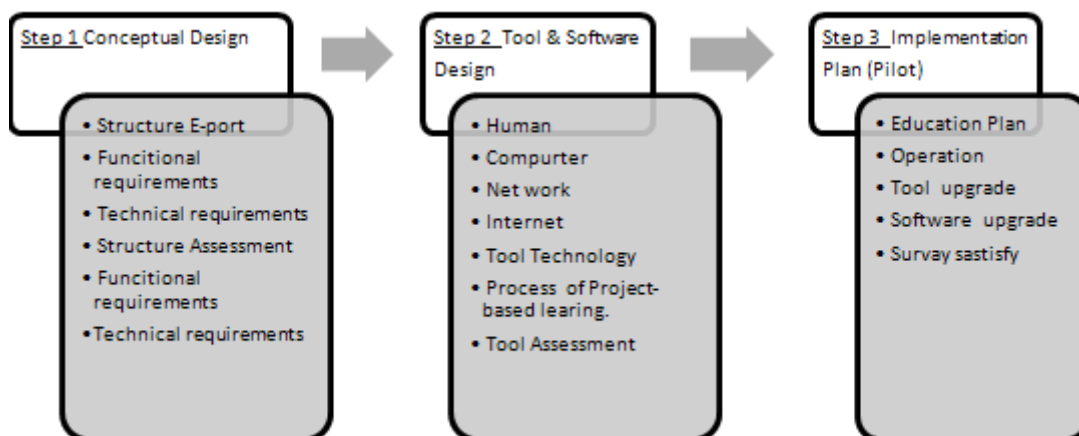 Step 1 Conceptual Design
• Structure E-port
• Funcitional
requirements
• Technical requirements
• Structure Assessment
• Funcitional
requirements
• Technical requirements
Step 2 Tool & Software
Design
• Human
• Compurter
• Net work
• Internet
• Tool Technology
• Process of Project-
based learing.
• Tool Assessment
Step 3 Implementation
Plan (Pilot)
• Education Plan
• Operation
• Tool upgrade
• Software upgrade
• Survay sastisfy